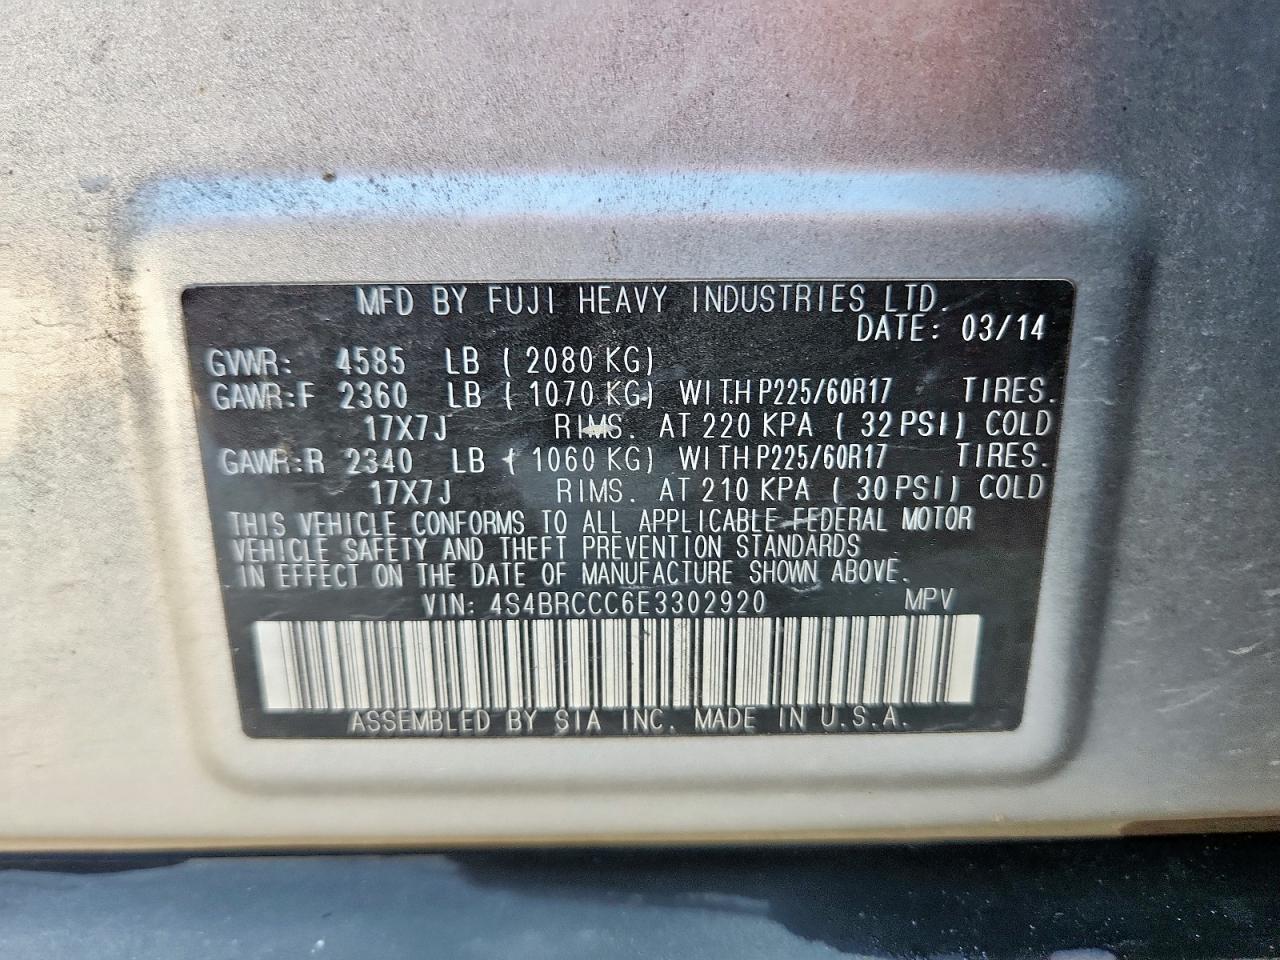 MFD BY FUJI HEAVY INDUSTRIES LTD.
DATE: 03/14
GVWR: 4585 LB ( 2080 KG)
GAWR:F 2360 LB ( 1070 KG) WITH P225/60R17 TIRES.
17X7J RIMS. AT 220 KPA ( 32 PSI) COLD
GAWR:R 2340 LB ( 1060 KG) WITH P225/60R17 TIRES.
17X7J RIMS. AT 210 KPA ( 30 PSI) COLD
THIS VEHICLE CONFORMS TO ALL APPLICABLE FEDERAL MOTOR
VEHICLE SAFETY AND THEFT PREVENTION STANDARDS
IN EFFECT ON THE DATE OF MANUFACTURE SHOWN ABOVE.
VIN: 4S4BRCCC6E3302920 MPV
ASSEMBLED BY SIA INC. MADE IN U.S.A.